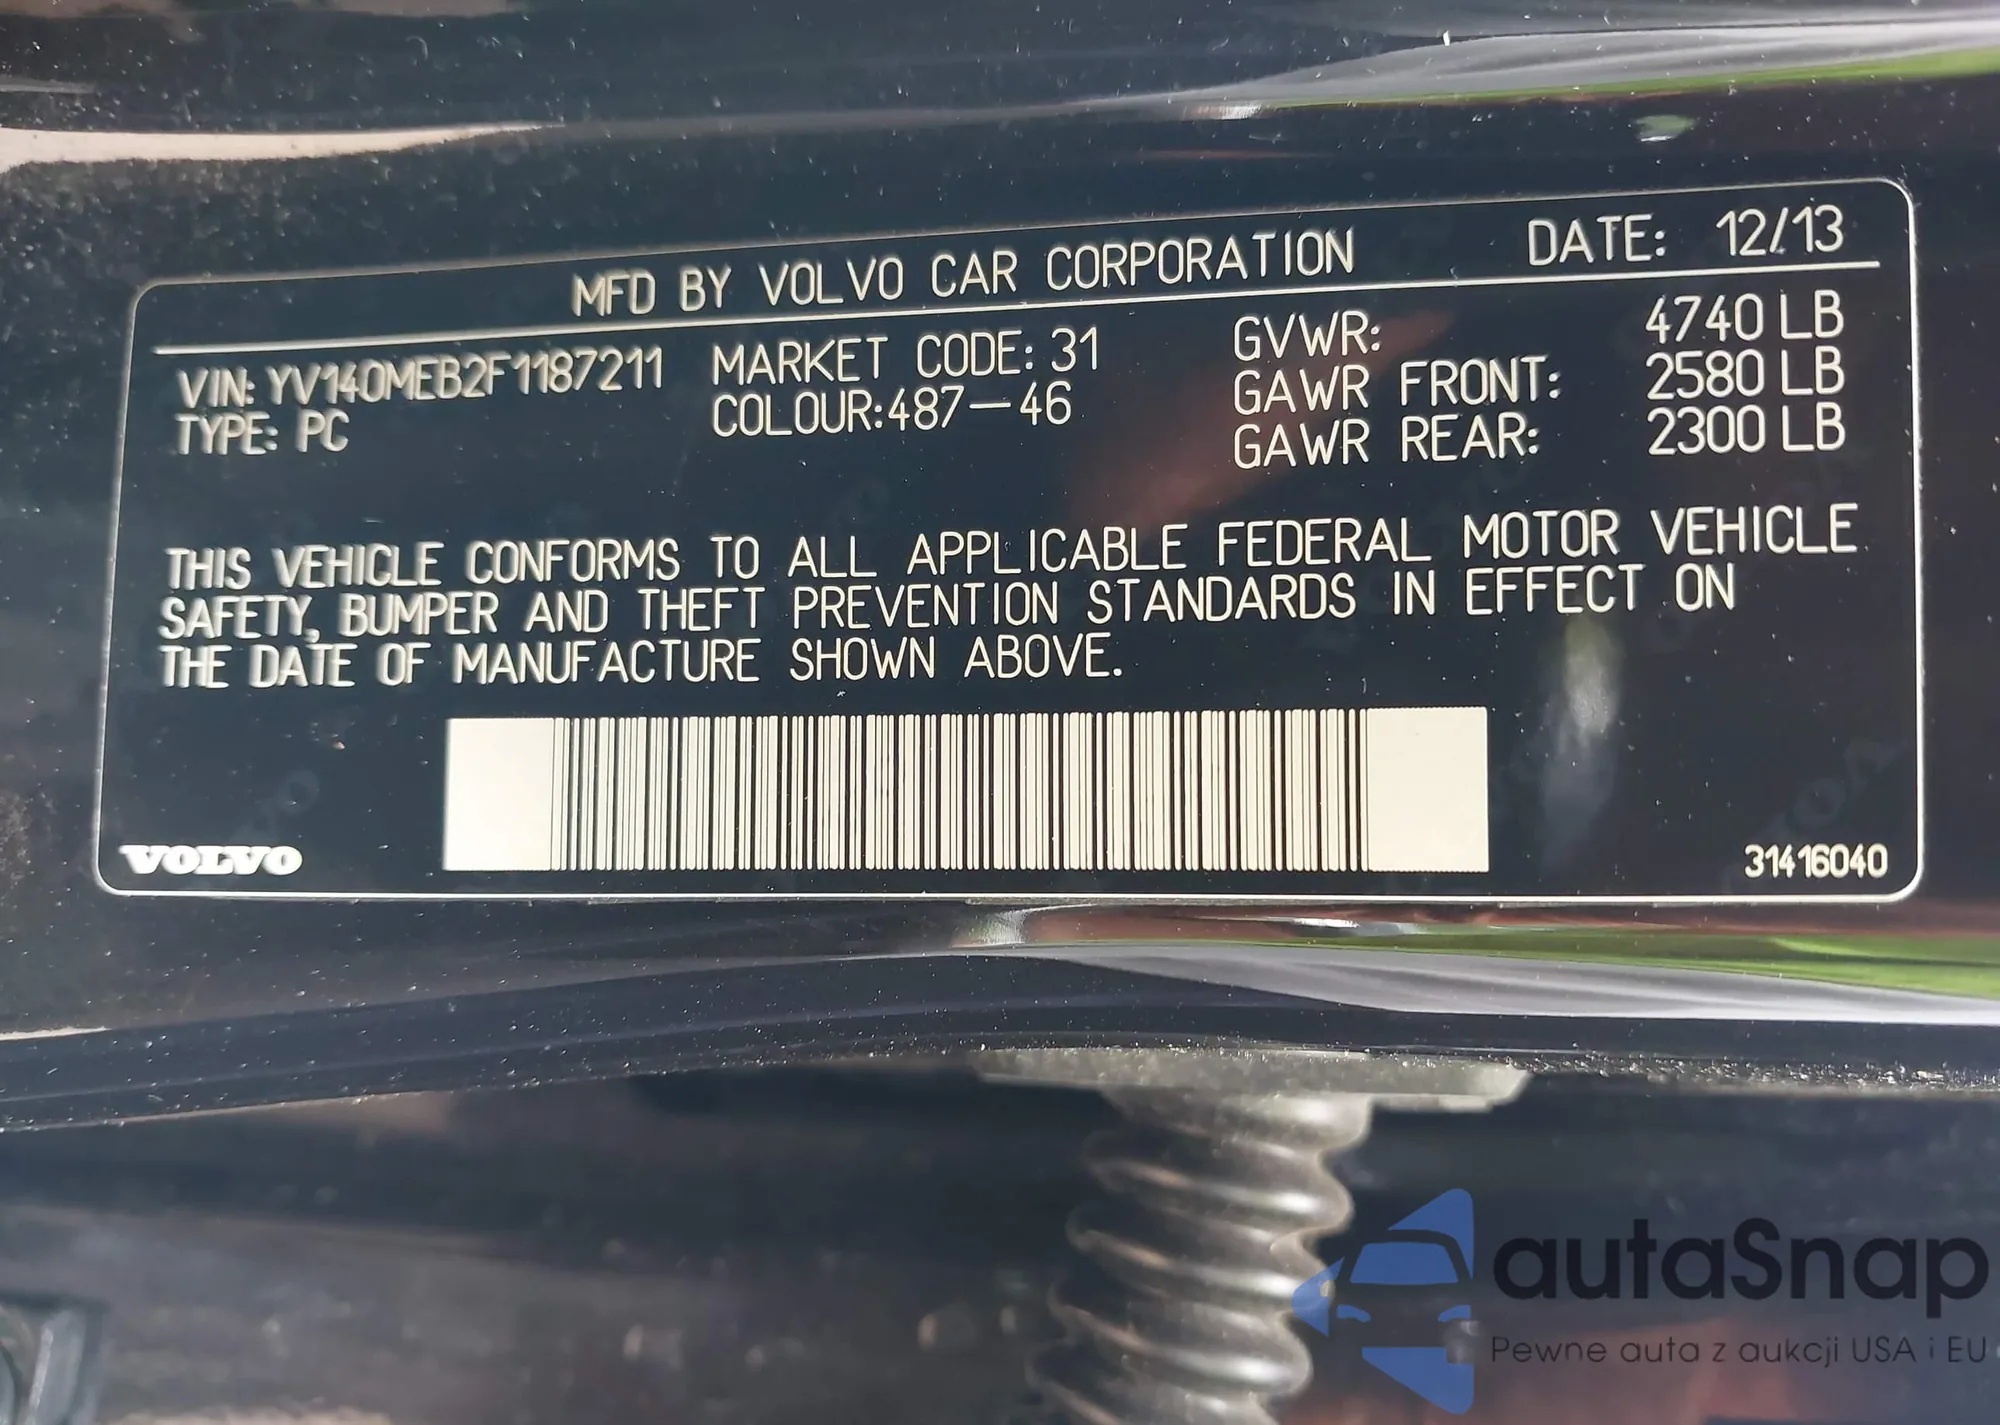 MFD BY VOLVO CAR CORPORATION DATE: 12/13
VIN: YV140MEB2F1187211 MARKET CODE: 31 GVWR: 4740 LB
TYPE: PC COLOUR:487-46 GAWR FRONT: 2580 LB
GAWR REAR: 2300 LB
THIS VEHICLE CONFORMS TO ALL APPLICABLE FEDERAL MOTOR VEHICLE
SAFETY, BUMPER AND THEFT PREVENTION STANDARDS IN EFFECT ON
THE DATE OF MANUFACTURE SHOWN ABOVE.
VOLVO
31416040
autaSnap
Pewne auta z aukcji USA i EU